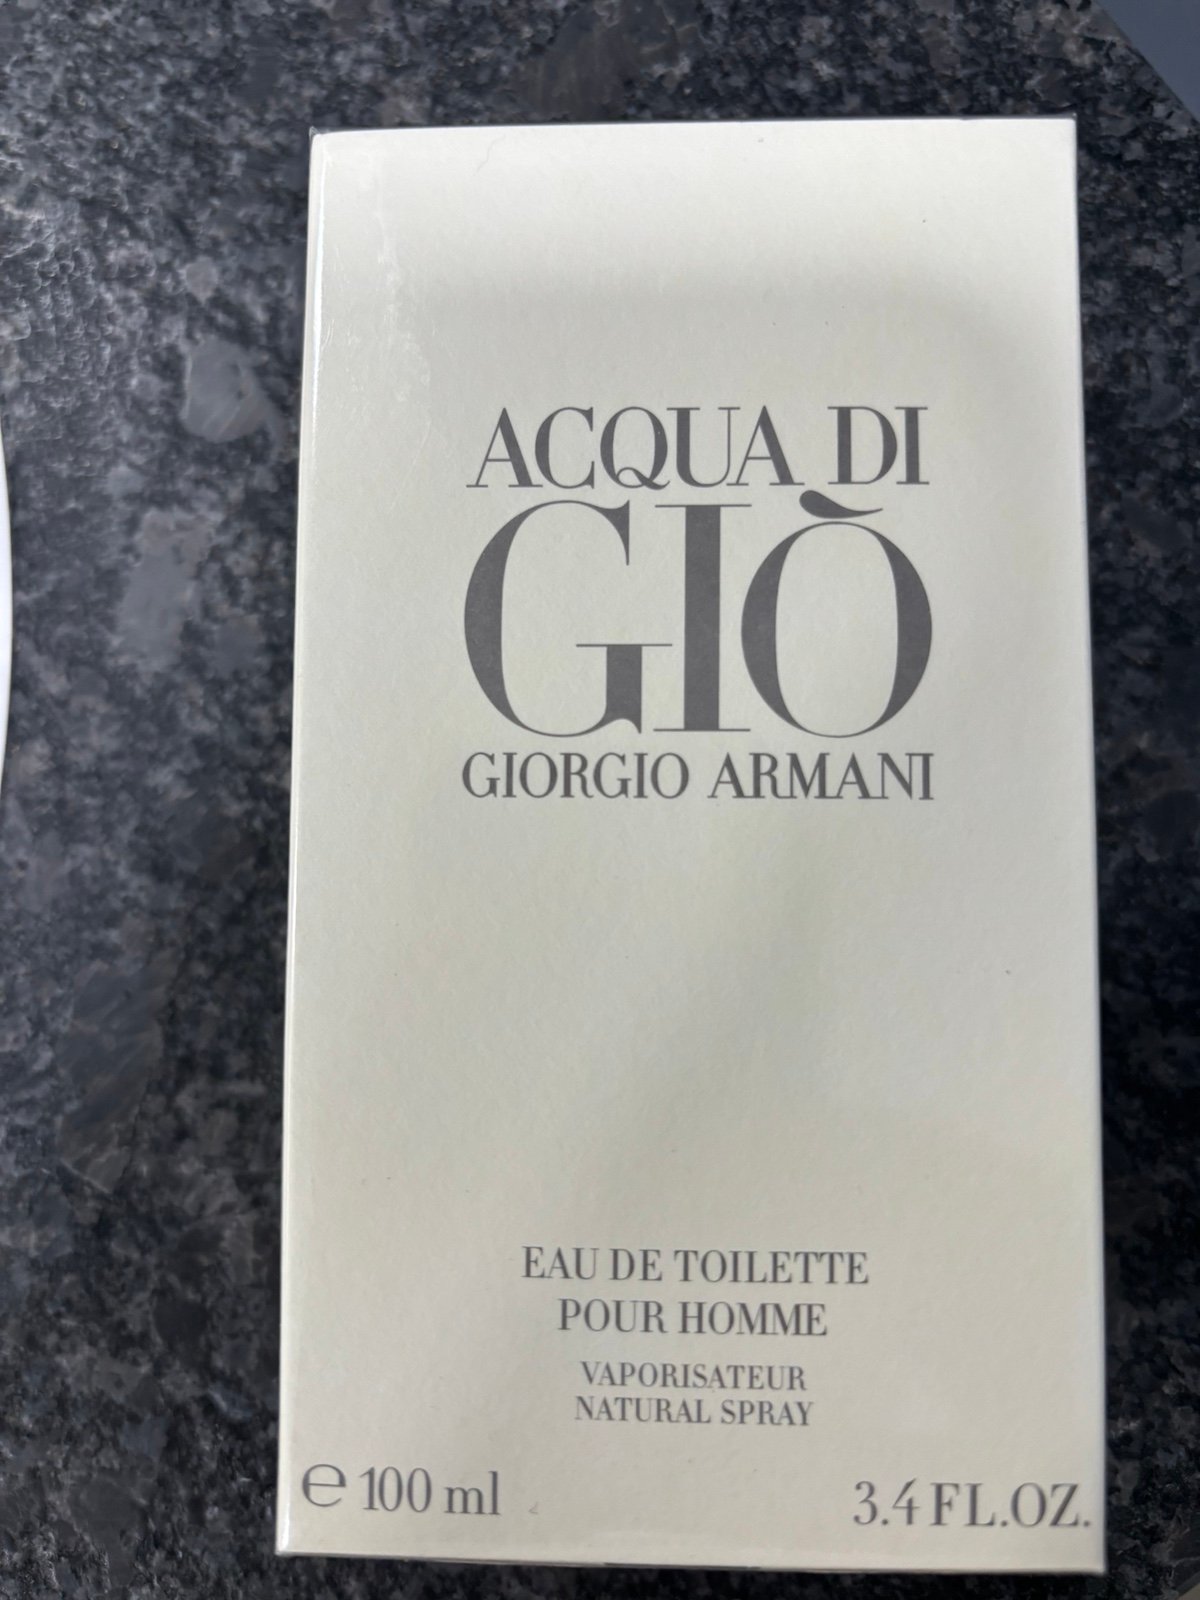 ACQUA DI
GIÒ
GIORGIO ARMANI
EAU DE TOILETTE
POUR HOMME
VAPORISATEUR
NATURAL SPRAY
℮ 100 ml 3.4 FL.OZ.